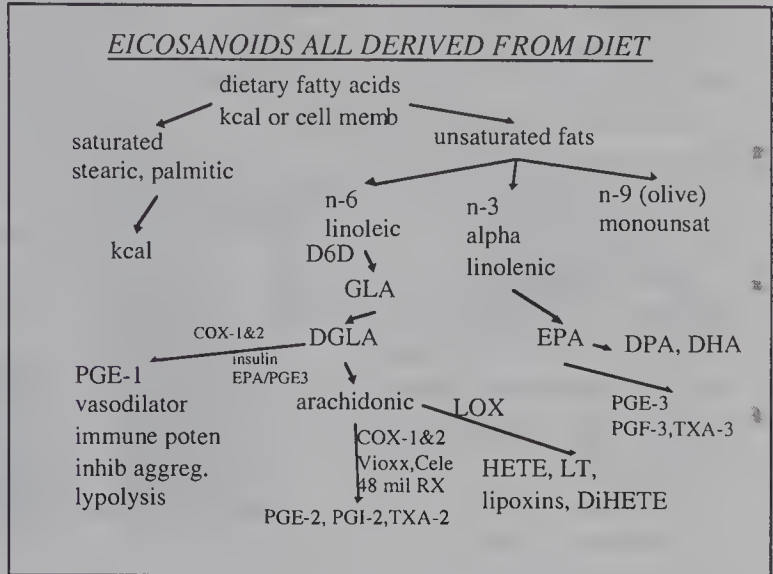 EICOSANOIDS ALL DERIVED FROM DIET
dietary fatty acids
kcal or cell memb
saturated
stearic, palmitic
kcal
unsaturated fats
n-6
linoleic
D6D
GLA
DGLA
COX-1&2
insulin
EPA/PGE3
PGE-1
vasodilator
immune poten
inhib aggreg.
lypolysis
arachidonic
LOX
COX-1&2
Vioxx,Cele
48 mil RX
PGE-2, PGI-2,TXA-2
HETE, LT,
lipoxins, DiHETE
n-3
alpha
linolenic
EPA
DPA, DHA
PGE-3
PGF-3,TXA-3
n-9 (olive)
monounsat